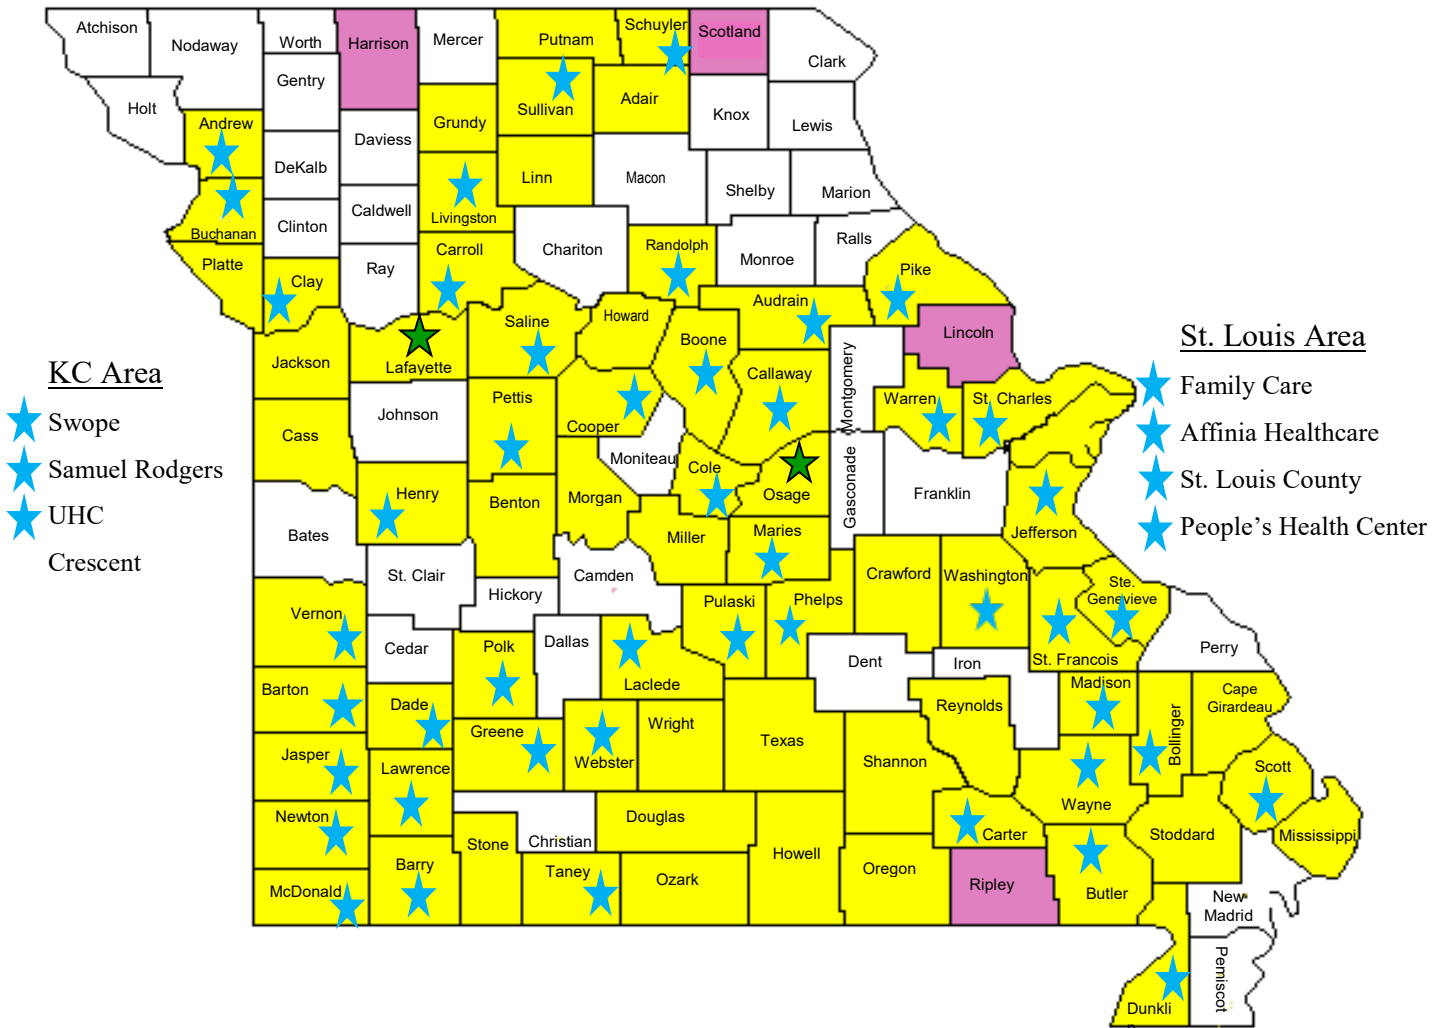 Atchison
Nodaway
Worth
Harrison
Mercer
Putnam
Schuyler
Scotland
Clark
Gentry
Holt
Sullivan
Adair
Knox
Lewis
Andrew
Daviess
Grundy
DeKalb
Linn
Macon
Shelby
Marion
Buchanan
Clinton
Caldwell
Livingston
Platte
Clay
Ray
Carroll
Chariton
Randolph
Monroe
Ralls
Pike
Audrain
Saline
Howard
Boone
Lincoln
Jackson
Lafayette
Callaway
Montgomery
Warren
St. Charles
KC Area
Swope
Samuel Rodgers
UHC
Crescent
St. Louis Area
Family Care
Affinia Healthcare
St. Louis County
People’s Health Center
Johnson
Pettis
Cooper
Cass
Moniteau
Cole
Osage
Gasconade
Franklin
Henry
Benton
Morgan
Jefferson
Bates
Miller
Maries
St. Clair
Hickory
Camden
Crawford
Washington
Ste.
Genevieve
Vernon
Pulaski
Phelps
Cedar
Polk
Dallas
Laclede
Dent
Iron
St. Francois
Perry
Barton
Dade
Greene
Webster
Wright
Texas
Reynolds
Madison
Bollinger
Cape
Girardeau
Jasper
Lawrence
Shannon
Wayne
Scott
Newton
Christian
Douglas
Carter
Stoddard
Mississippi
Stone
Barry
Taney
Ozark
Howell
Oregon
Ripley
Butler
McDonald
New
Madrid
Dunkli
Pemiscot